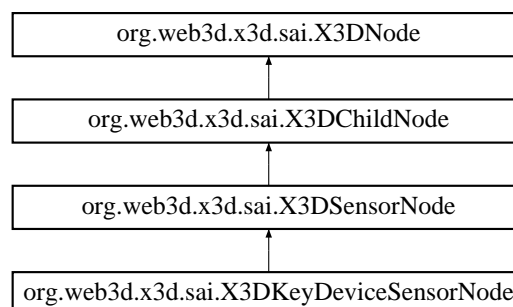 org.web3d.x3d.sai.X3DNode
org.web3d.x3d.sai.X3DChildNode
org.web3d.x3d.sai.X3DSensorNode
org.web3d.x3d.sai.X3DKeyDeviceSensorNode